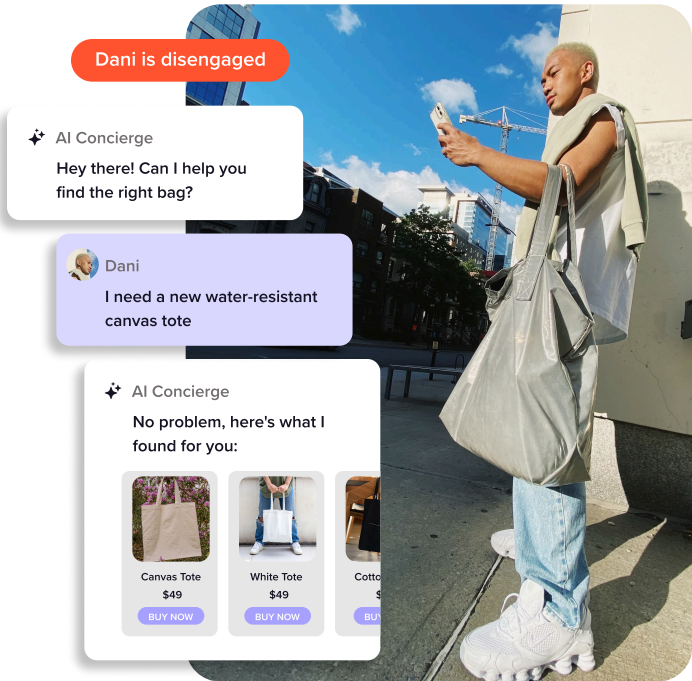 Dani is disengaged
AI Concierge
Hey there! Can I help you
find the right bag?
Dani
I need a new water-resistant
canvas tote
AI Concierge
No problem, here's what I
found for you:
Canvas Tote
$49
BUY NOW
White Tote
$49
BUY NOW